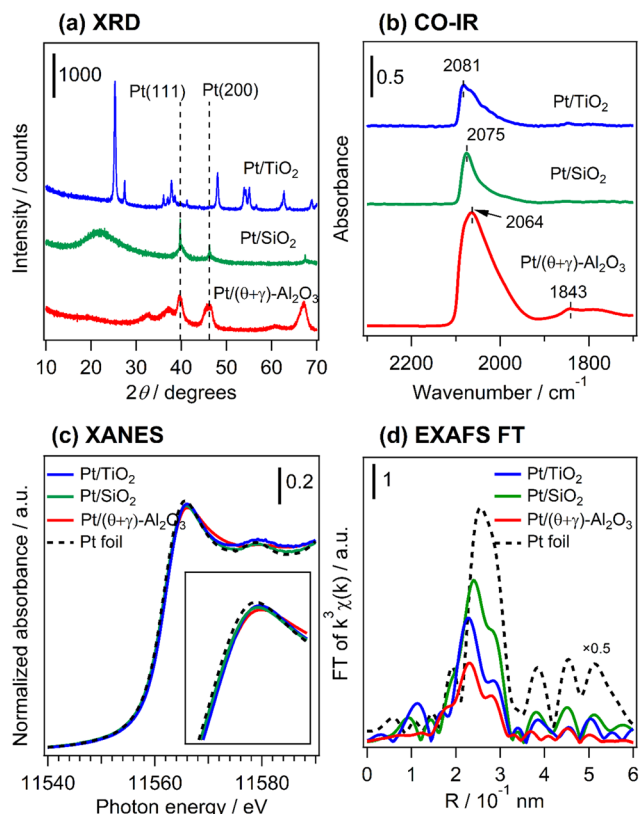 (a) XRD
1000
Pt(111)
Pt(200)
Pt/TiO₂
Pt/SiO₂
Pt/(θ+γ)-Al₂O₃
Intensity / counts
10 20 30 40 50 60 70
2θ / degrees
(b) CO-IR
0.5
2081
Pt/TiO₂
2075
Pt/SiO₂
2064
Pt/(θ+γ)-Al₂O₃
1843
Absorbance
2200 2000 1800
Wavenumber / cm⁻¹
(c) XANES
Pt/TiO₂
Pt/SiO₂
Pt/(θ+γ)-Al₂O₃
Pt foil
0.2
Normalized absorbance / a.u.
11540 11560 11580
Photon energy / eV
(d) EXAFS FT
1
Pt/TiO₂
Pt/SiO₂
Pt/(θ+γ)-Al₂O₃
Pt foil
×0.5
FT of k³χ(k) / a.u.
0 1 2 3 4 5 6
R / 10⁻¹ nm